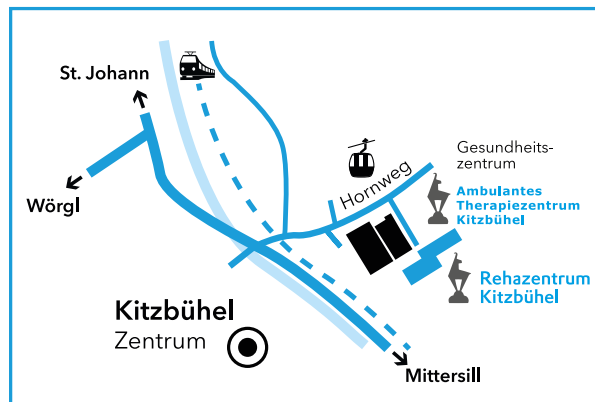 St. Johann
Wörgl
Hornweg
Gesundheits-
zentrum
Ambulantes
Therapiezentrum
Kitzbühel
Rehazentrum
Kitzbühel
Kitzbühel
Zentrum
Mittersill